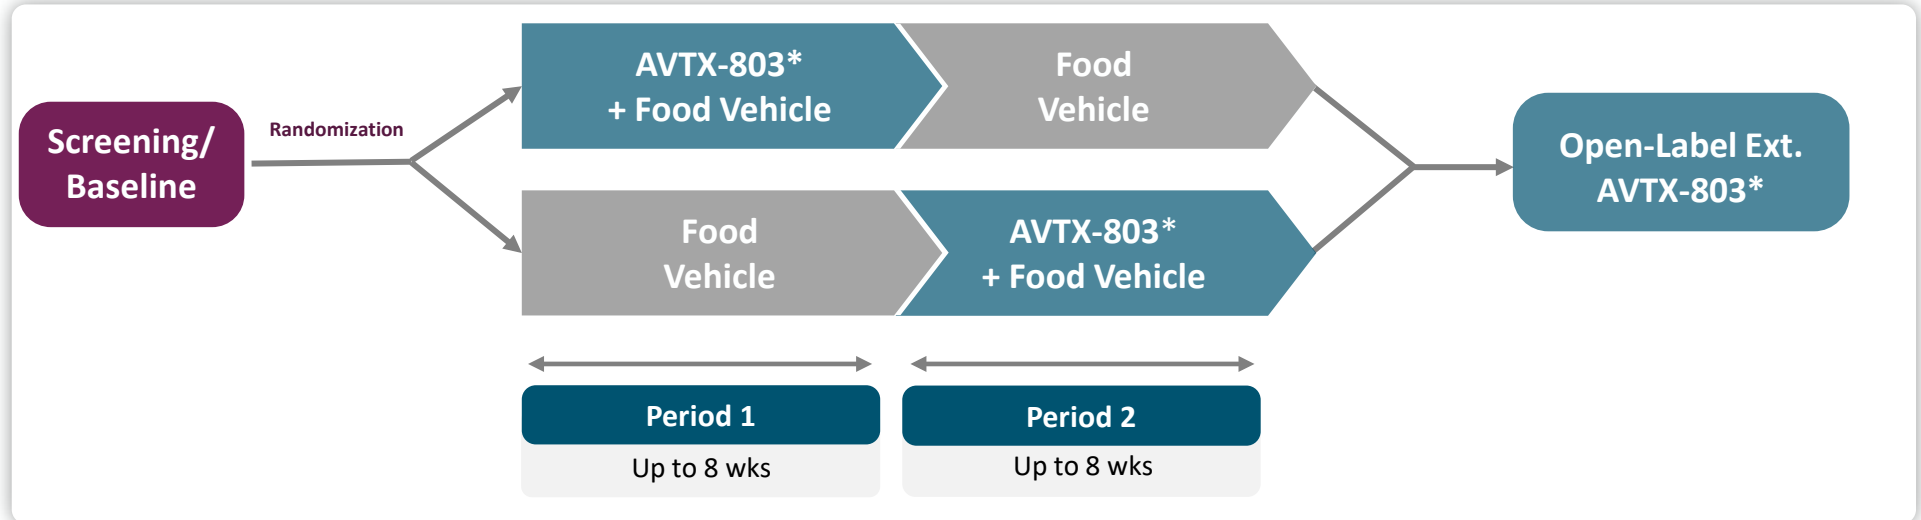 Screening/
Baseline
Randomization
AVTX-803*
+ Food Vehicle
Food
Vehicle
Food
Vehicle
AVTX-803*
+ Food Vehicle
Open-Label Ext.
AVTX-803*
Period 1
Up to 8 wks
Period 2
Up to 8 wks